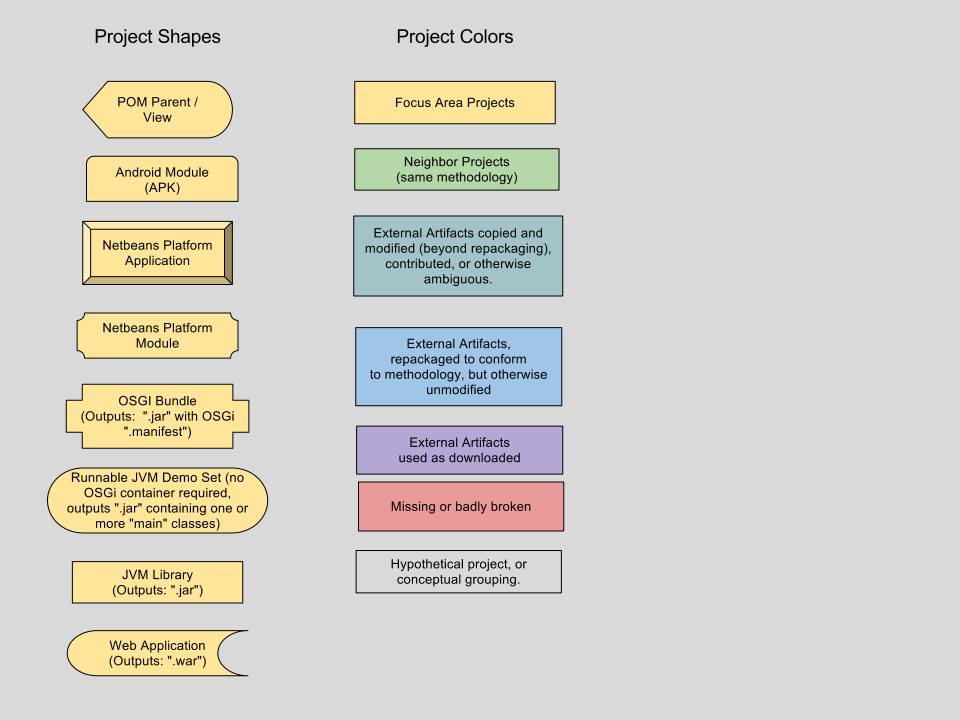 Project Shapes
POM Parent /
View
Android Module
(APK)
Netbeans Platform
Application
Netbeans Platform
Module
OSGI Bundle
(Outputs:  ".jar" with OSGi
".manifest")
Runnable JVM Demo Set (no
OSGi container required,
outputs ".jar" containing one or
more "main" classes)
JVM Library
(Outputs: ".jar")
Web Application
(Outputs: ".war")
Project Colors
Focus Area Projects
Neighbor Projects
(same methodology)
External Artifacts copied and
modified (beyond repackaging),
contributed, or otherwise
ambiguous.
External Artifacts,
repackaged to conform
to methodology, but otherwise
unmodified
External Artifacts
used as downloaded
Missing or badly broken
Hypothetical project, or
conceptual grouping.